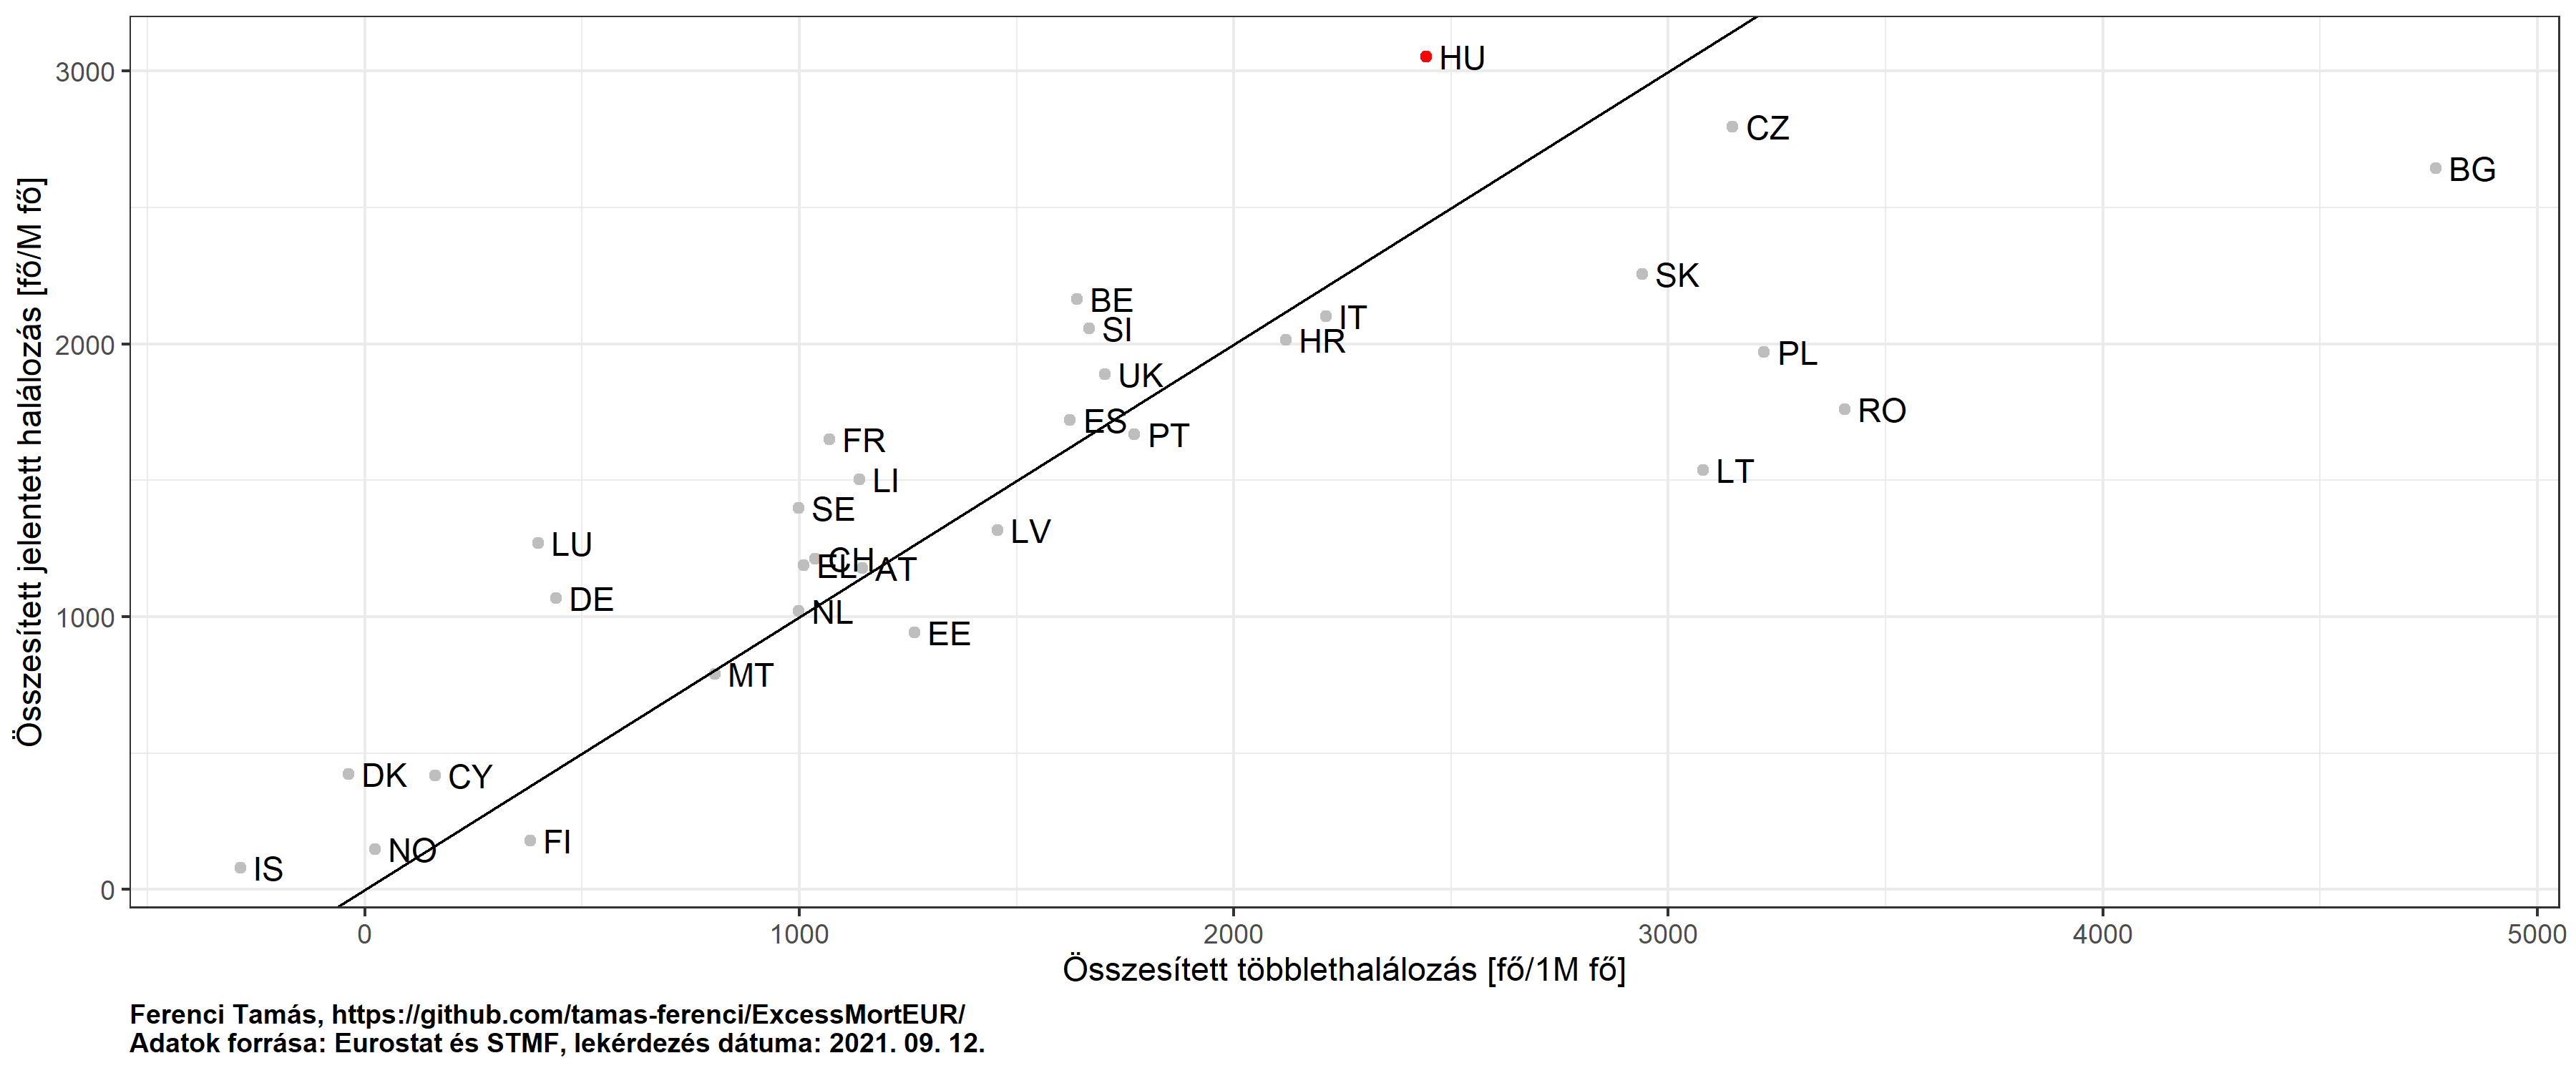 Összesített jelentett halálozás [fő/M fő]
3000
2000
1000
0
HU
CZ
BG
SK
BE
SI
IT
HR
UK
PL
ES
PT
RO
FR
LI
LT
SE
LV
LU
CH
EL
AT
DE
NL
EE
MT
DK
CY
NO
FI
IS
0
1000
2000
3000
4000
5000
Összesített többlethalálozás [fő/1M fő]
Ferenci Tamás, https://github.com/tamas-ferenci/ExcessMortEUR/
Adatok forrása: Eurostat és STMF, lekérdezés dátuma: 2021. 09. 12.